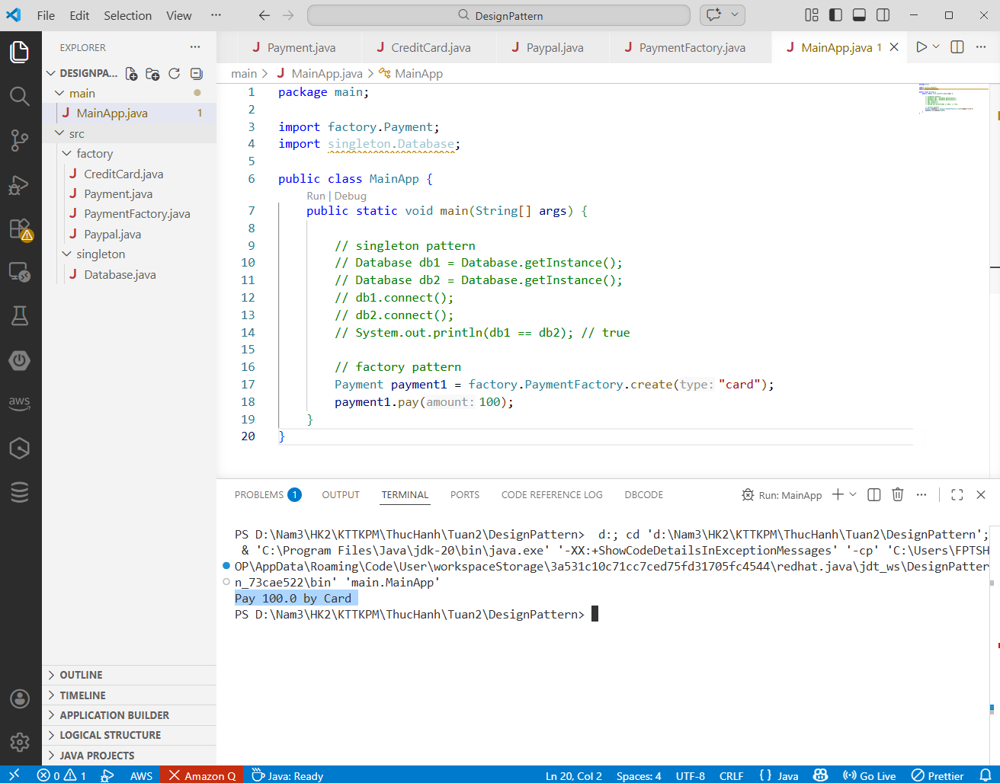 File Edit Selection View ··· DesignPattern
EXPLORER ···
DESIGNPA...
main
MainApp.java 1
src
factory
CreditCard.java
Payment.java
PaymentFactory.java
Paypal.java
singleton
Database.java
OUTLINE
TIMELINE
APPLICATION BUILDER
LOGICAL STRUCTURE
JAVA PROJECTS
aws
Payment.java CreditCard.java Paypal.java PaymentFactory.java MainApp.java 1
main > MainApp.java > MainApp
1 package main;
2
3 import factory.Payment;
4 import singleton.Database;
5
6 public class MainApp {
Run | Debug
7 public static void main(String[] args) {
8
9 // singleton pattern
10 // Database db1 = Database.getInstance();
11 // Database db2 = Database.getInstance();
12 // db1.connect();
13 // db2.connect();
14 // System.out.println(db1 == db2); // true
15
16 // factory pattern
17 Payment payment1 = factory.PaymentFactory.create(type: "card");
18 payment1.pay(amount: 100);
19 }
20 }
PROBLEMS 1 OUTPUT TERMINAL PORTS CODE REFERENCE LOG DBCODE Run: MainApp
PS D:\Nam3\HK2\KTTKPM\ThucHanh\Tuan2\DesignPattern> d:; cd 'd:\Nam3\HK2\KTTKPM\ThucHanh\Tuan2\DesignPattern';
& 'C:\Program Files\Java\jdk-20\bin\java.exe' '-XX:+ShowCodeDetailsInExceptionMessages' '-cp' 'C:\Users\FPTSH
OP\AppData\Roaming\Code\User\workspaceStorage\3a531c10c71cc7ced75fd31705fc4544\redhat.java\jdt_ws\DesignPatter
n_73cae522\bin' 'main.MainApp'
Pay 100.0 by Card
PS D:\Nam3\HK2\KTTKPM\ThucHanh\Tuan2\DesignPattern>
0 1 AWS Amazon Q Java: Ready Ln 20, Col 2 Spaces: 4 UTF-8 CRLF {} Java Go Live Prettier